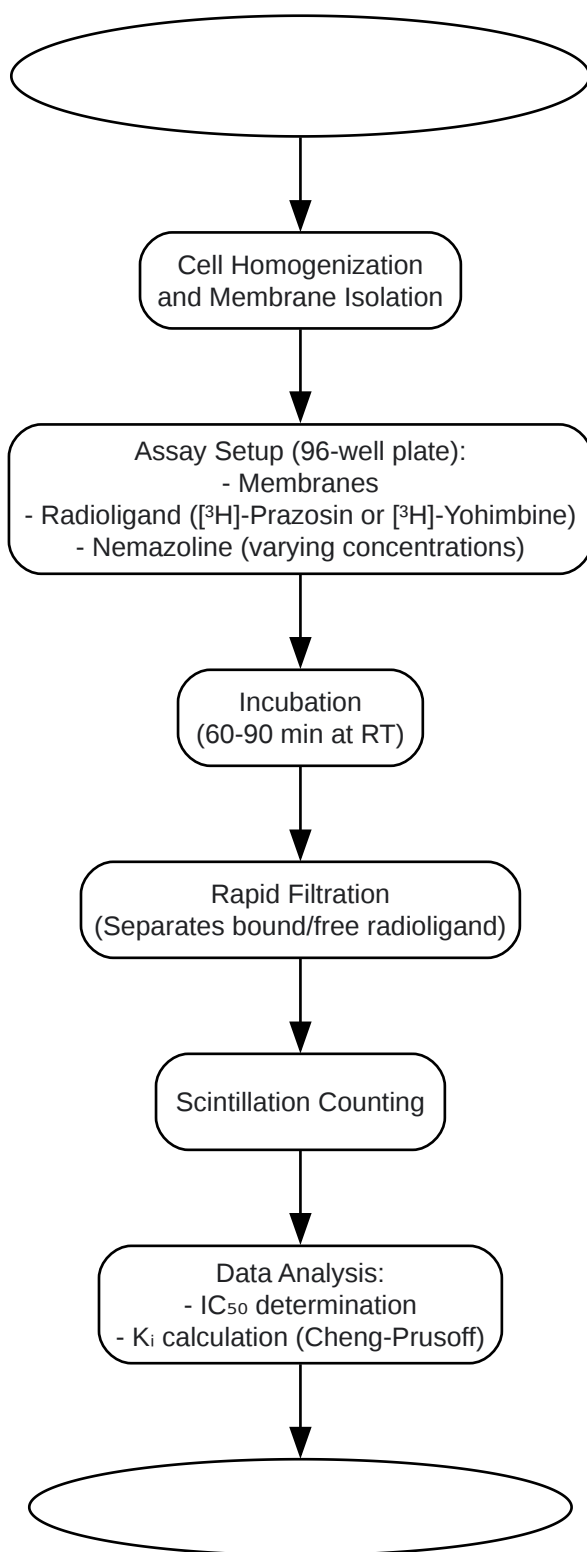 Cell Homogenization
and Membrane Isolation
Assay Setup (96-well plate):
- Membranes
- Radioligand ([³H]-Prazosin or [³H]-Yohimbine)
- Nemazoline (varying concentrations)
Incubation
(60-90 min at RT)
Rapid Filtration
(Separates bound/free radioligand)
Scintillation Counting
Data Analysis:
- IC₅₀ determination
- Kᵢ calculation (Cheng-Prusoff)